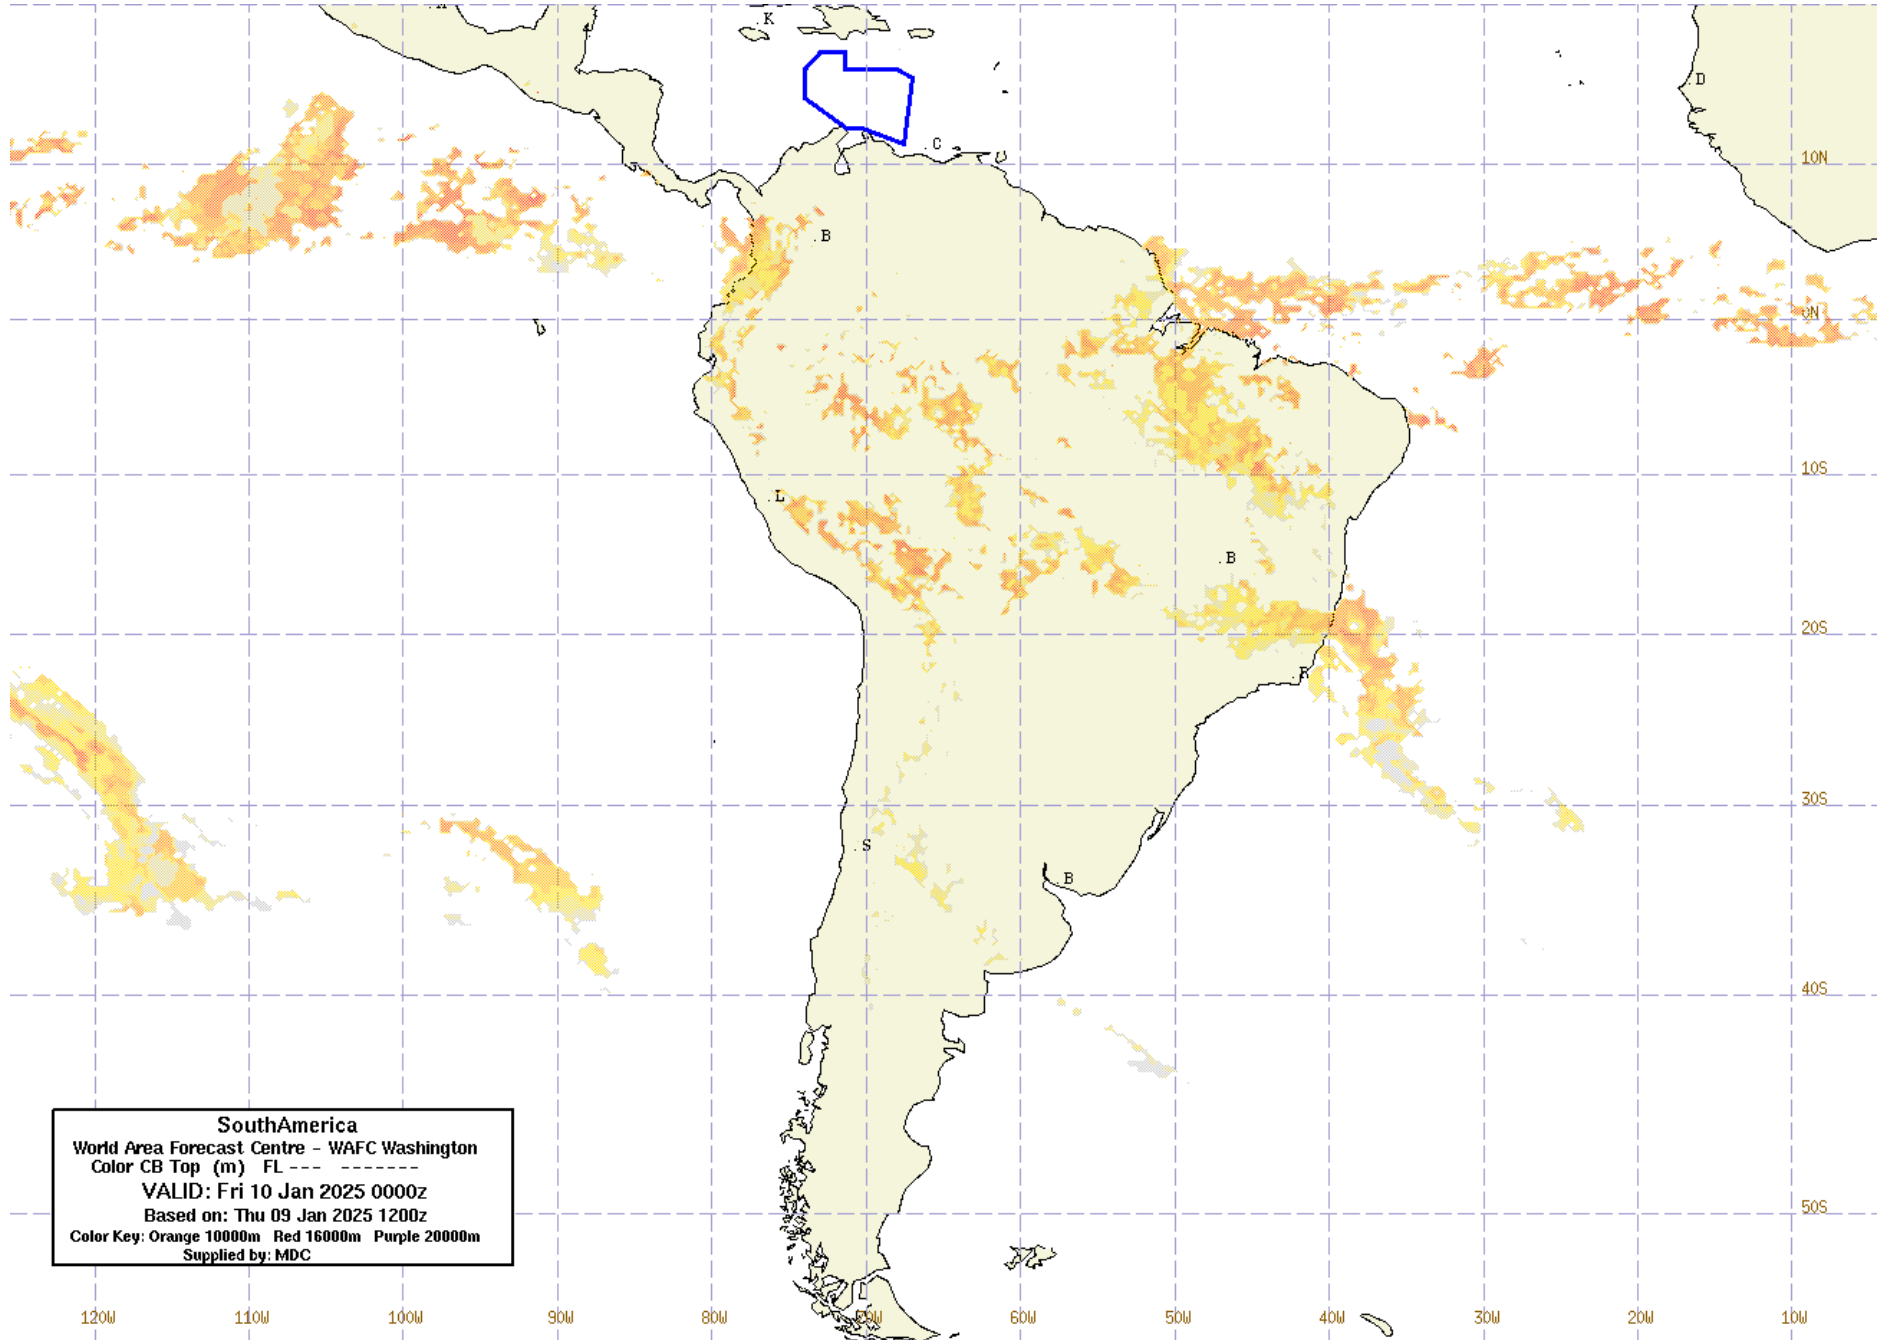 K
D
C
10N
B
0N
10S
L
B
20S
R
30S
S
B
40S
SouthAmerica
World Area Forecast Centre - WAFC Washington
Color CB Top (m) FL --- -------
VALID: Fri 10 Jan 2025 0000z
Based on: Thu 09 Jan 2025 1200z
Color Key: Orange 10000m Red 16000m Purple 20000m
Supplied by: MDC
50S
120W 110W 100W 90W 80W 70W 60W 50W 40W 30W 20W 10W